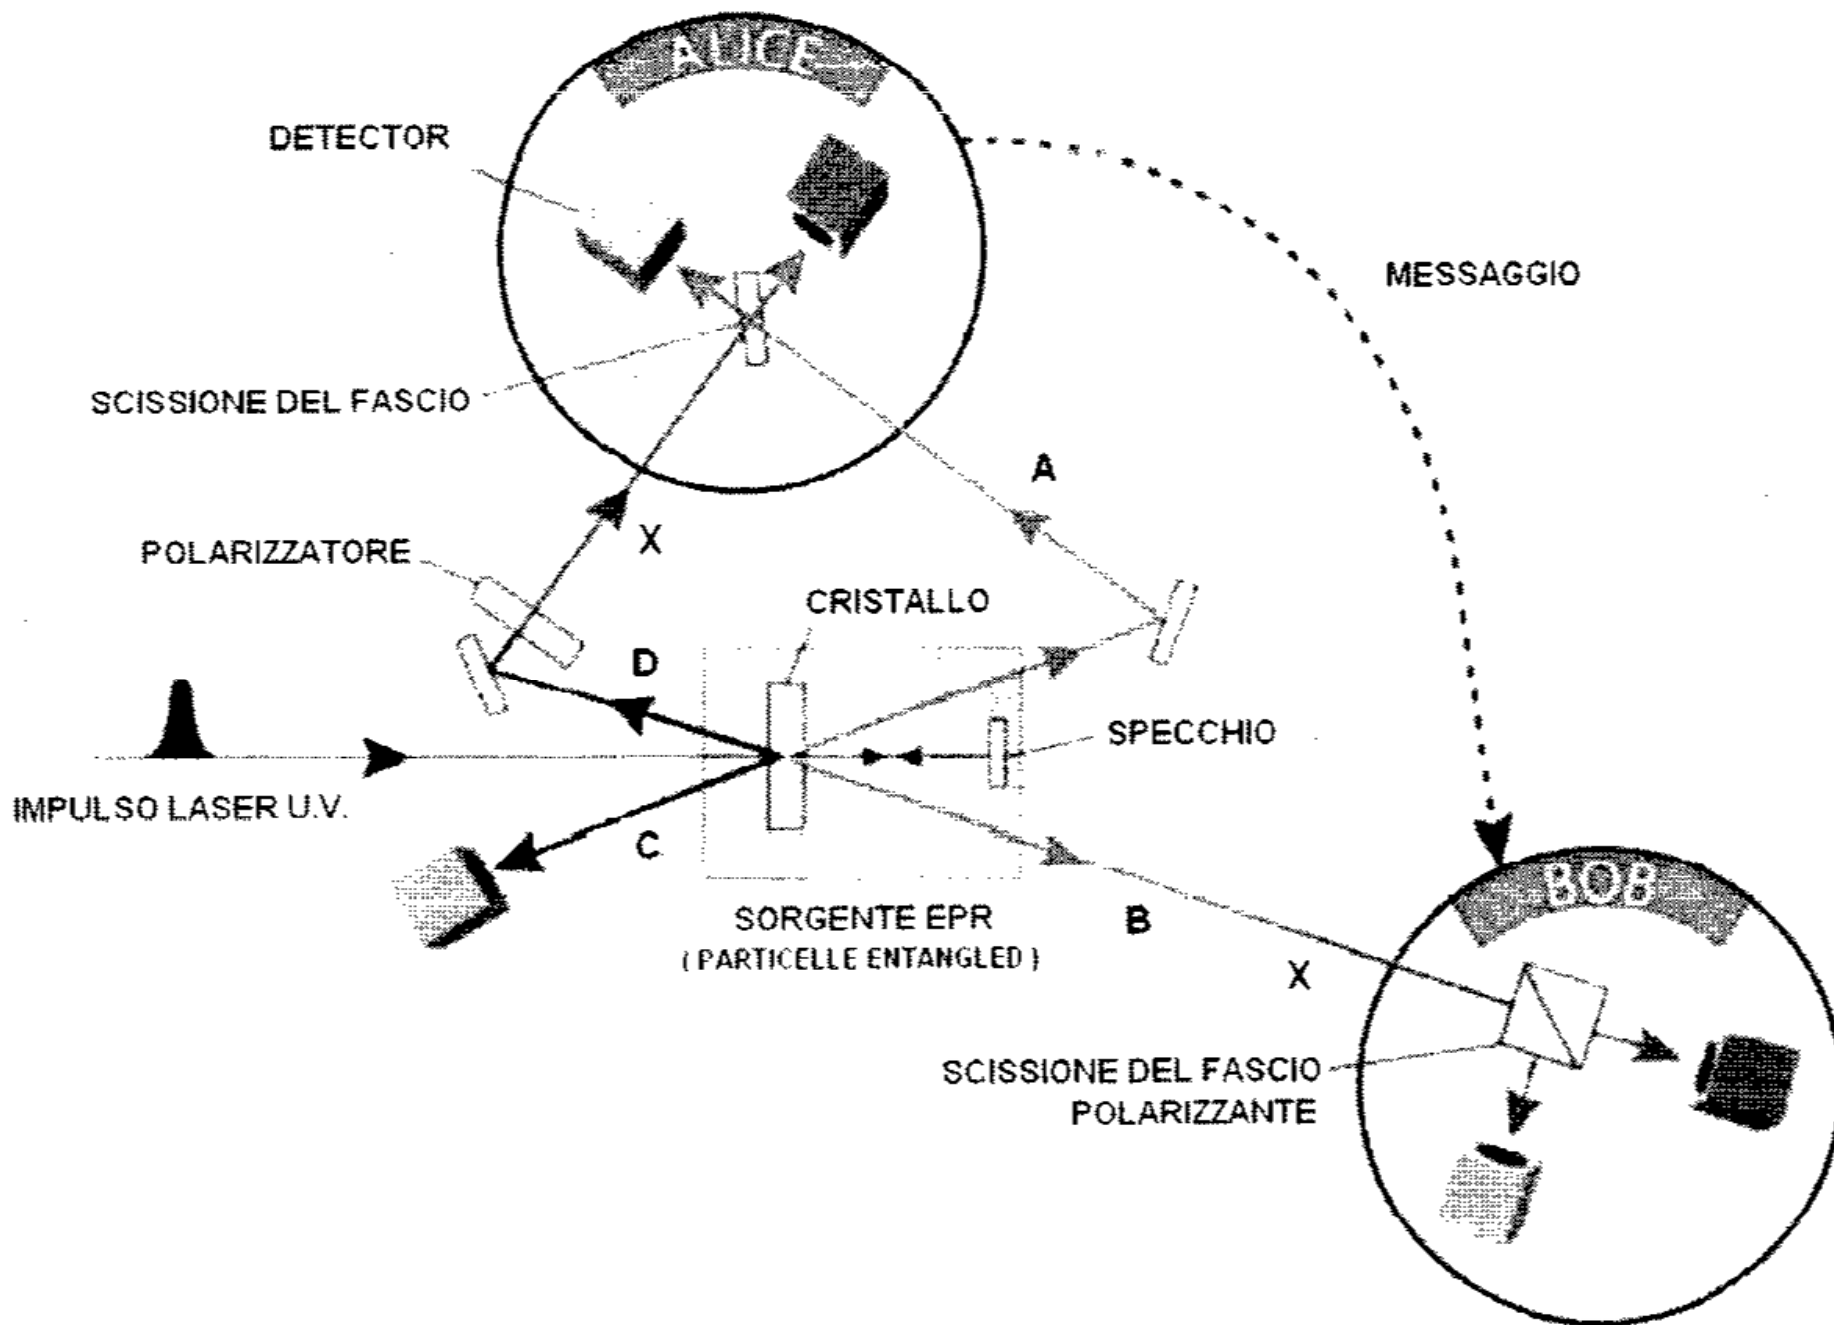 ALICE
DETECTOR
MESSAGGIO
SCISSIONE DEL FASCIO
A
X
POLARIZZATORE
CRISTALLO
D
SPECCHIO
IMPULSO LASER U.V.
C
SORGENTE EPR
( PARTICELLE ENTANGLED )
B
BOB
X
SCISSIONE DEL FASCIO
POLARIZZANTE